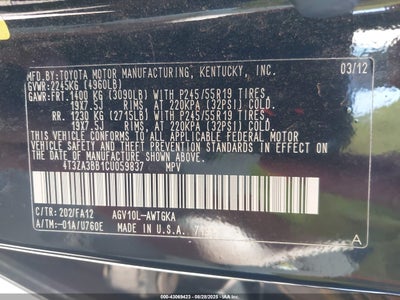 MFD.BY:TOYOTA MOTOR MANUFACTURING, KENTUCKY, INC. 03/12
GVWR:2245KG (4960LB)
GAWR:FRT.1400 KG (3090LB) WITH P245/55R19 TIRES
19X7.5J RIMS AT 220KPA (32PSI) COLD.
RR. 1230 KG (2715LB) WITH P245/55R19 TIRES
19X7.5J RIMS AT 220KPA (32PSI) COLD.
THIS VEHICLE CONFORMS TO ALL APPLICABLE FEDERAL MOTOR
VEHICLE SAFETY AND THEFT PREVENTION STANDARDS IN EFFECT
ON THE DATE OF MANUFACTURE SHOWN ABOVE.
4T3ZA3BB1CU059837 MPV
C/TR:202/FA12 AGV10L-AWTGKA
A/TM:-01A/U760E MADE IN U.S.A.
A
000-43069423 - 08/28/2025 - IAAI.COM